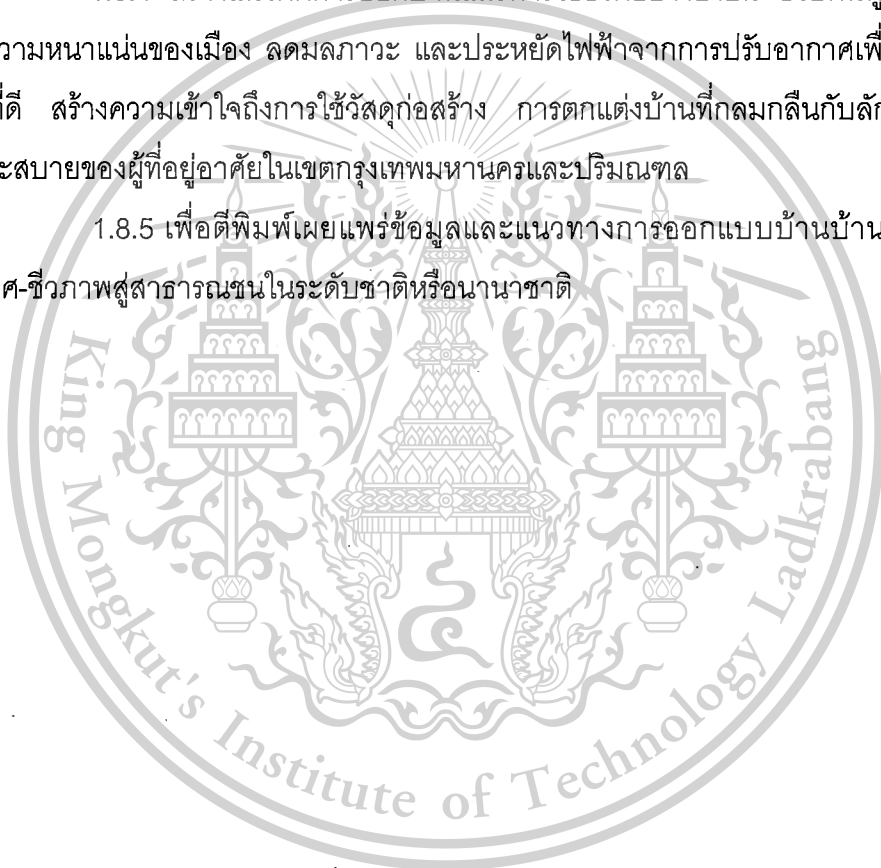 วามหนาแน่นของเมือง ลดมลภาวะ และประหยัดไฟฟ้าจากการปรับอากาศเพื่
ที่ดี สร้างความเข้าใจถึงการใช้วัสดุก่อสร้าง การตกแต่งบ้านที่กลมกลืนกับลัก
ะสบายของผู้ที่อยู่อาศัยในเขตกรุงเทพมหานครและปริมณฑล
1.8.5 เพื่อตีพิมพ์เผยแพร่ข้อมูลและแนวทางการออกแบบบ้านบ้าน
ศ-ชีวภาพสู่สาธารณชนในระดับชาติหรือนานาชาติ
King Mongkut's Institute of Technology Ladkrabang